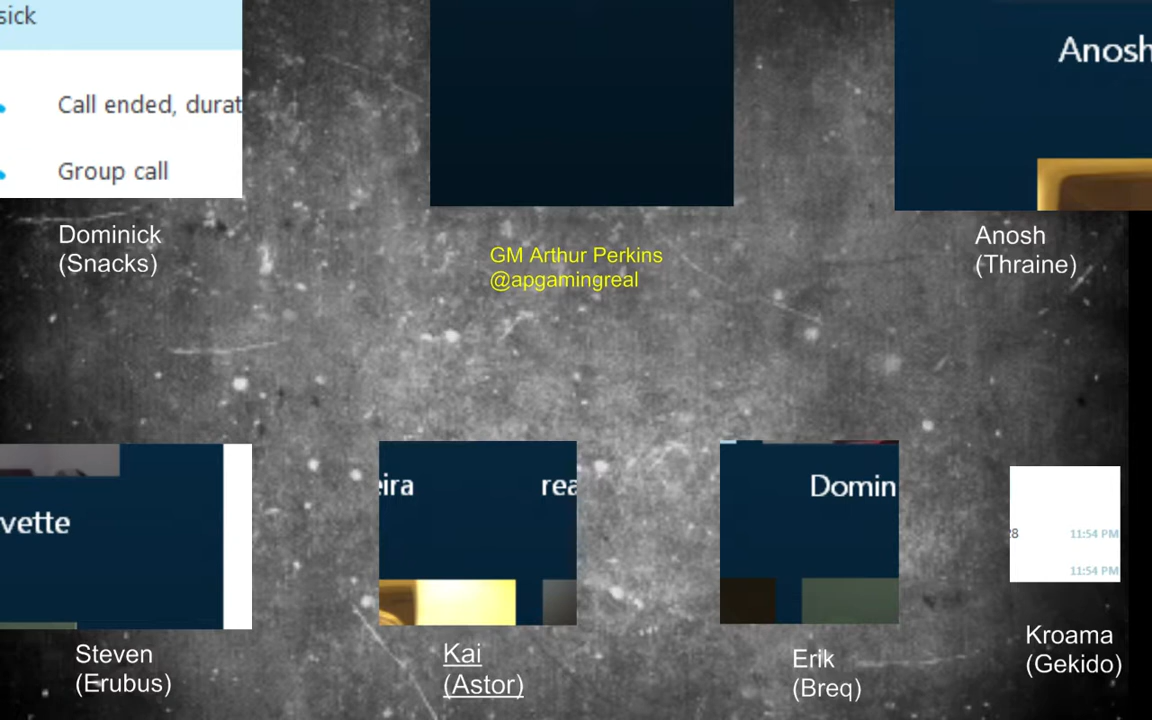 sick
Call ended, durat
Group call
Anosh
Dominick
(Snacks)
GM Arthur Perkins
@apgamingreal
Anosh
(Thraine)
vette
eira
rea
Domin
28
11:54 PM
11:54 PM
Steven
(Erubus)
Kai
(Astor)
Erik
(Breq)
Kroama
(Gekido)